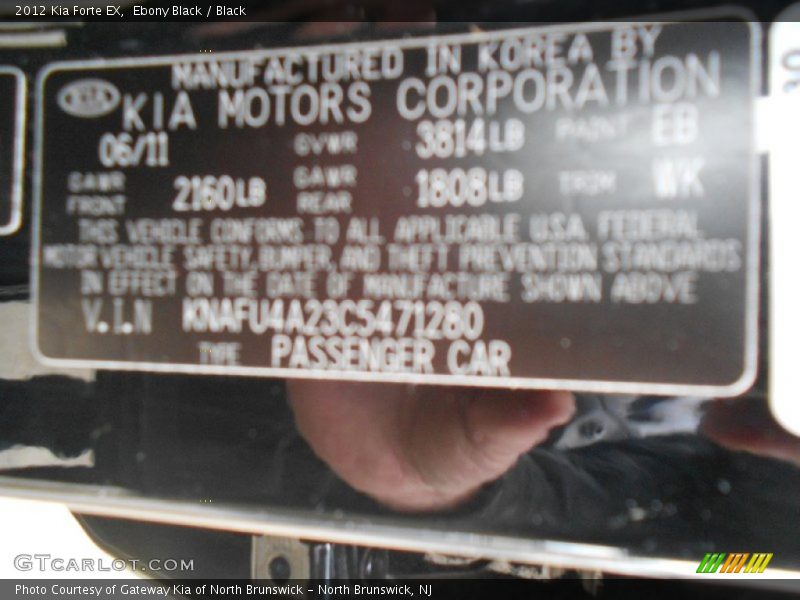 2012 Kia Forte EX, Ebony Black / Black
MANUFACTURED IN KOREA BY
KIA KIA MOTORS CORPORATION
06/11 GVWR 3814LB PAINT EB
GAWR FRONT 2160LB GAWR REAR 1808LB TRIM WK
THIS VEHICLE CONFORMS TO ALL APPLICABLE U.S.A. FEDERAL
MOTOR VEHICLE SAFETY, BUMPER, AND THEFT PREVENTION STANDARDS
IN EFFECT ON THE DATE OF MANUFACTURE SHOWN ABOVE
V.I.N KNAFU4A23C5471280
TYPE PASSENGER CAR
GTCARLOT.COM
Photo Courtesy of Gateway Kia of North Brunswick - North Brunswick, NJ